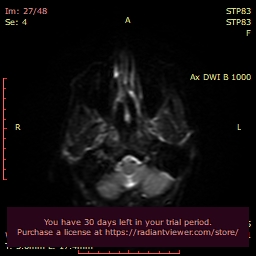 Im: 27/48
Se: 4
STP83
STP83
F
A
Ax DWI B 1000
R
L
You have 30 days left in your trial period.
Purchase a license at https://radiantviewer.com/store/